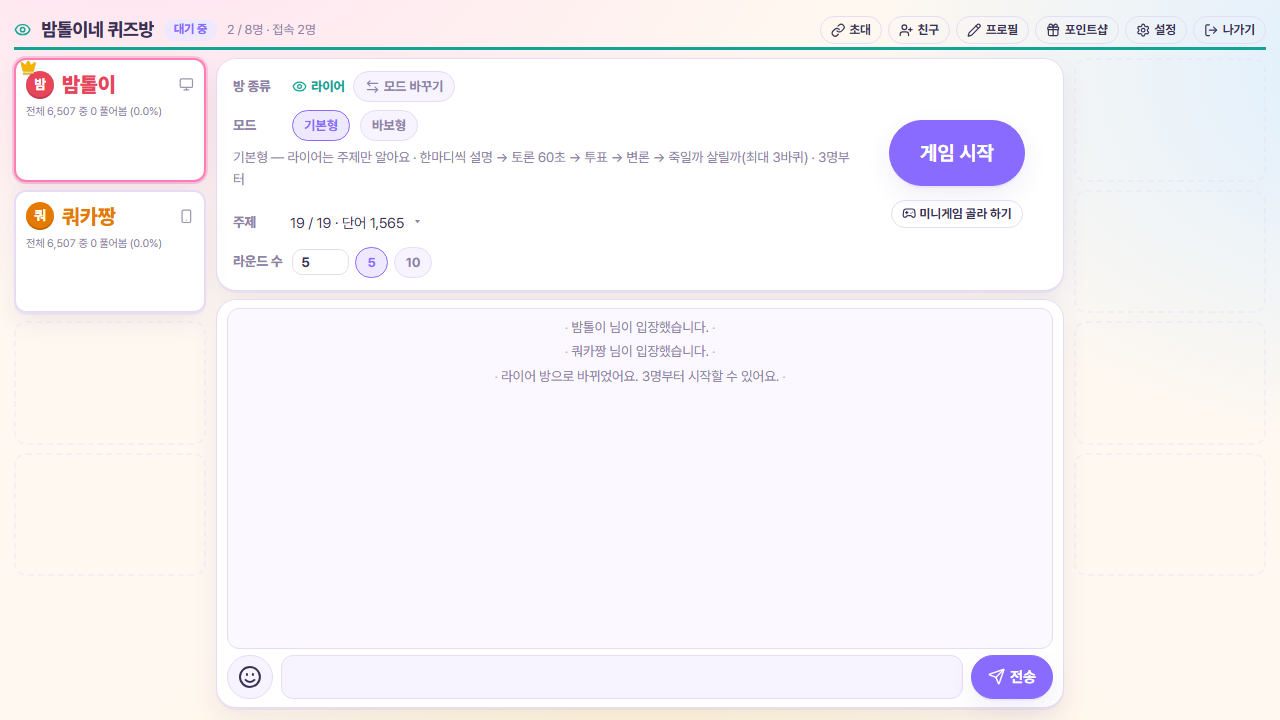 밤톨이네 퀴즈방 대기 중 2 / 8명 · 접속 2명 초대 친구 프로필 포인트샵 설정 나가기
밤 밤톨이
전체 6,507 중 0 풀어봄 (0.0%)
쿼 쿼카짱
전체 6,507 중 0 풀어봄 (0.0%)
방 종류 라이어 모드 바꾸기
모드 기본형 바보형
기본형 — 라이어는 주제만 알아요 · 한마디씩 설명 → 토론 60초 → 투표 → 변론 → 죽일까 살릴까(최대 3바퀴) · 3명부
터
주제 19 / 19 · 단어 1,565
라운드 수 5 5 10
게임 시작
미니게임 골라 하기
· 밤톨이 님이 입장했습니다. ·
· 쿼카짱 님이 입장했습니다. ·
· 라이어 방으로 바뀌었어요. 3명부터 시작할 수 있어요. ·
전송